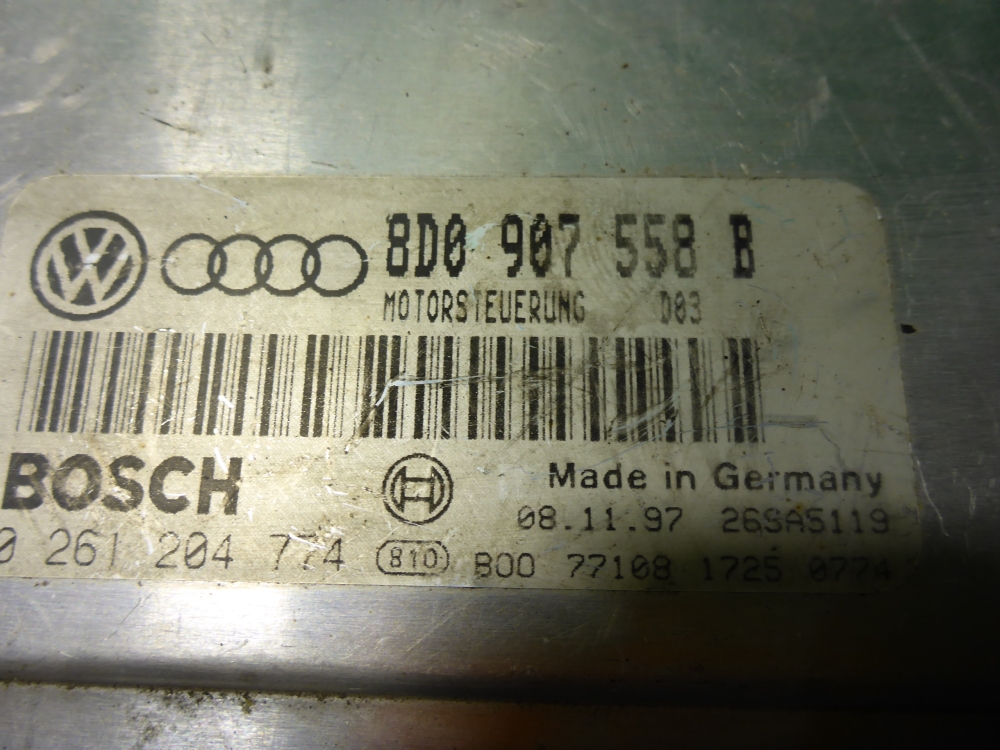 8D0 907 558 B
MOTORSTEUERUNG D03
BOSCH
Made in Germany
08.11.97 26SA5119
0 261 204 774 810 B00 77108 1725 0774